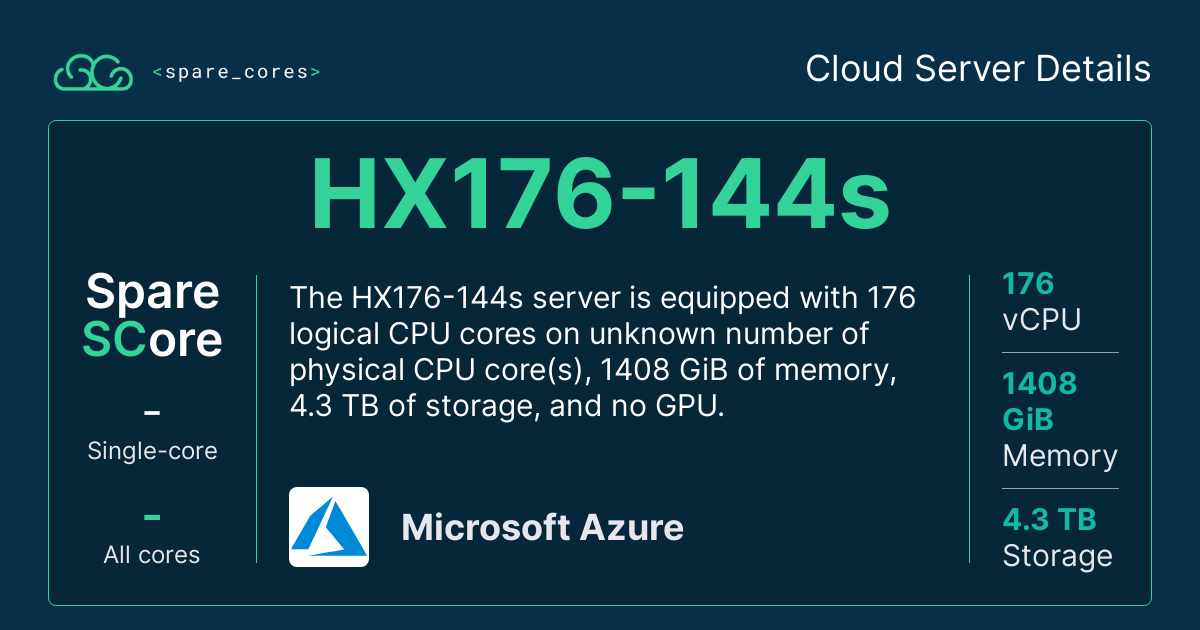 <spare_cores>
Cloud Server Details
HX176-144s
Spare
SCore
-
Single-core
-
All cores
The HX176-144s server is equipped with 176
logical CPU cores on unknown number of
physical CPU core(s), 1408 GiB of memory,
4.3 TB of storage, and no GPU.
Microsoft Azure
176
vCPU
1408
GiB
Memory
4.3 TB
Storage